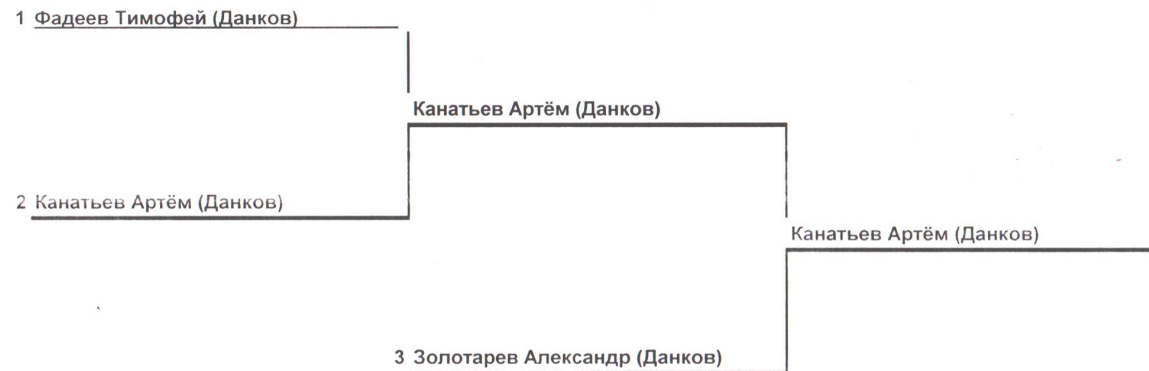 1 Фадеев Тимофей (Данков)
Канатьев Артём (Данков)
2 Канатьев Артём (Данков)
Канатьев Артём (Данков)
3 Золотарев Александр (Данков)